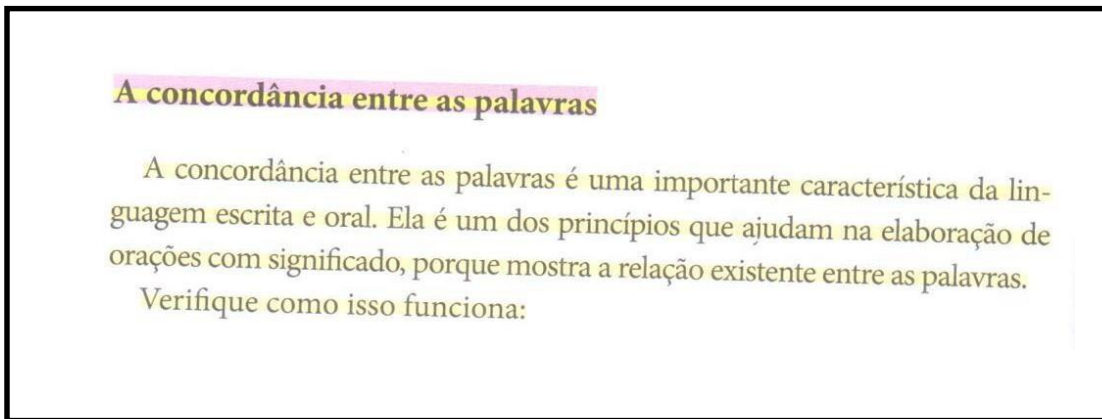 A concordância entre as palavras
A concordância entre as palavras é uma importante característica da lin-
guagem escrita e oral. Ela é um dos princípios que ajudam na elaboração de
orações com significado, porque mostra a relação existente entre as palavras.
Verifique como isso funciona: